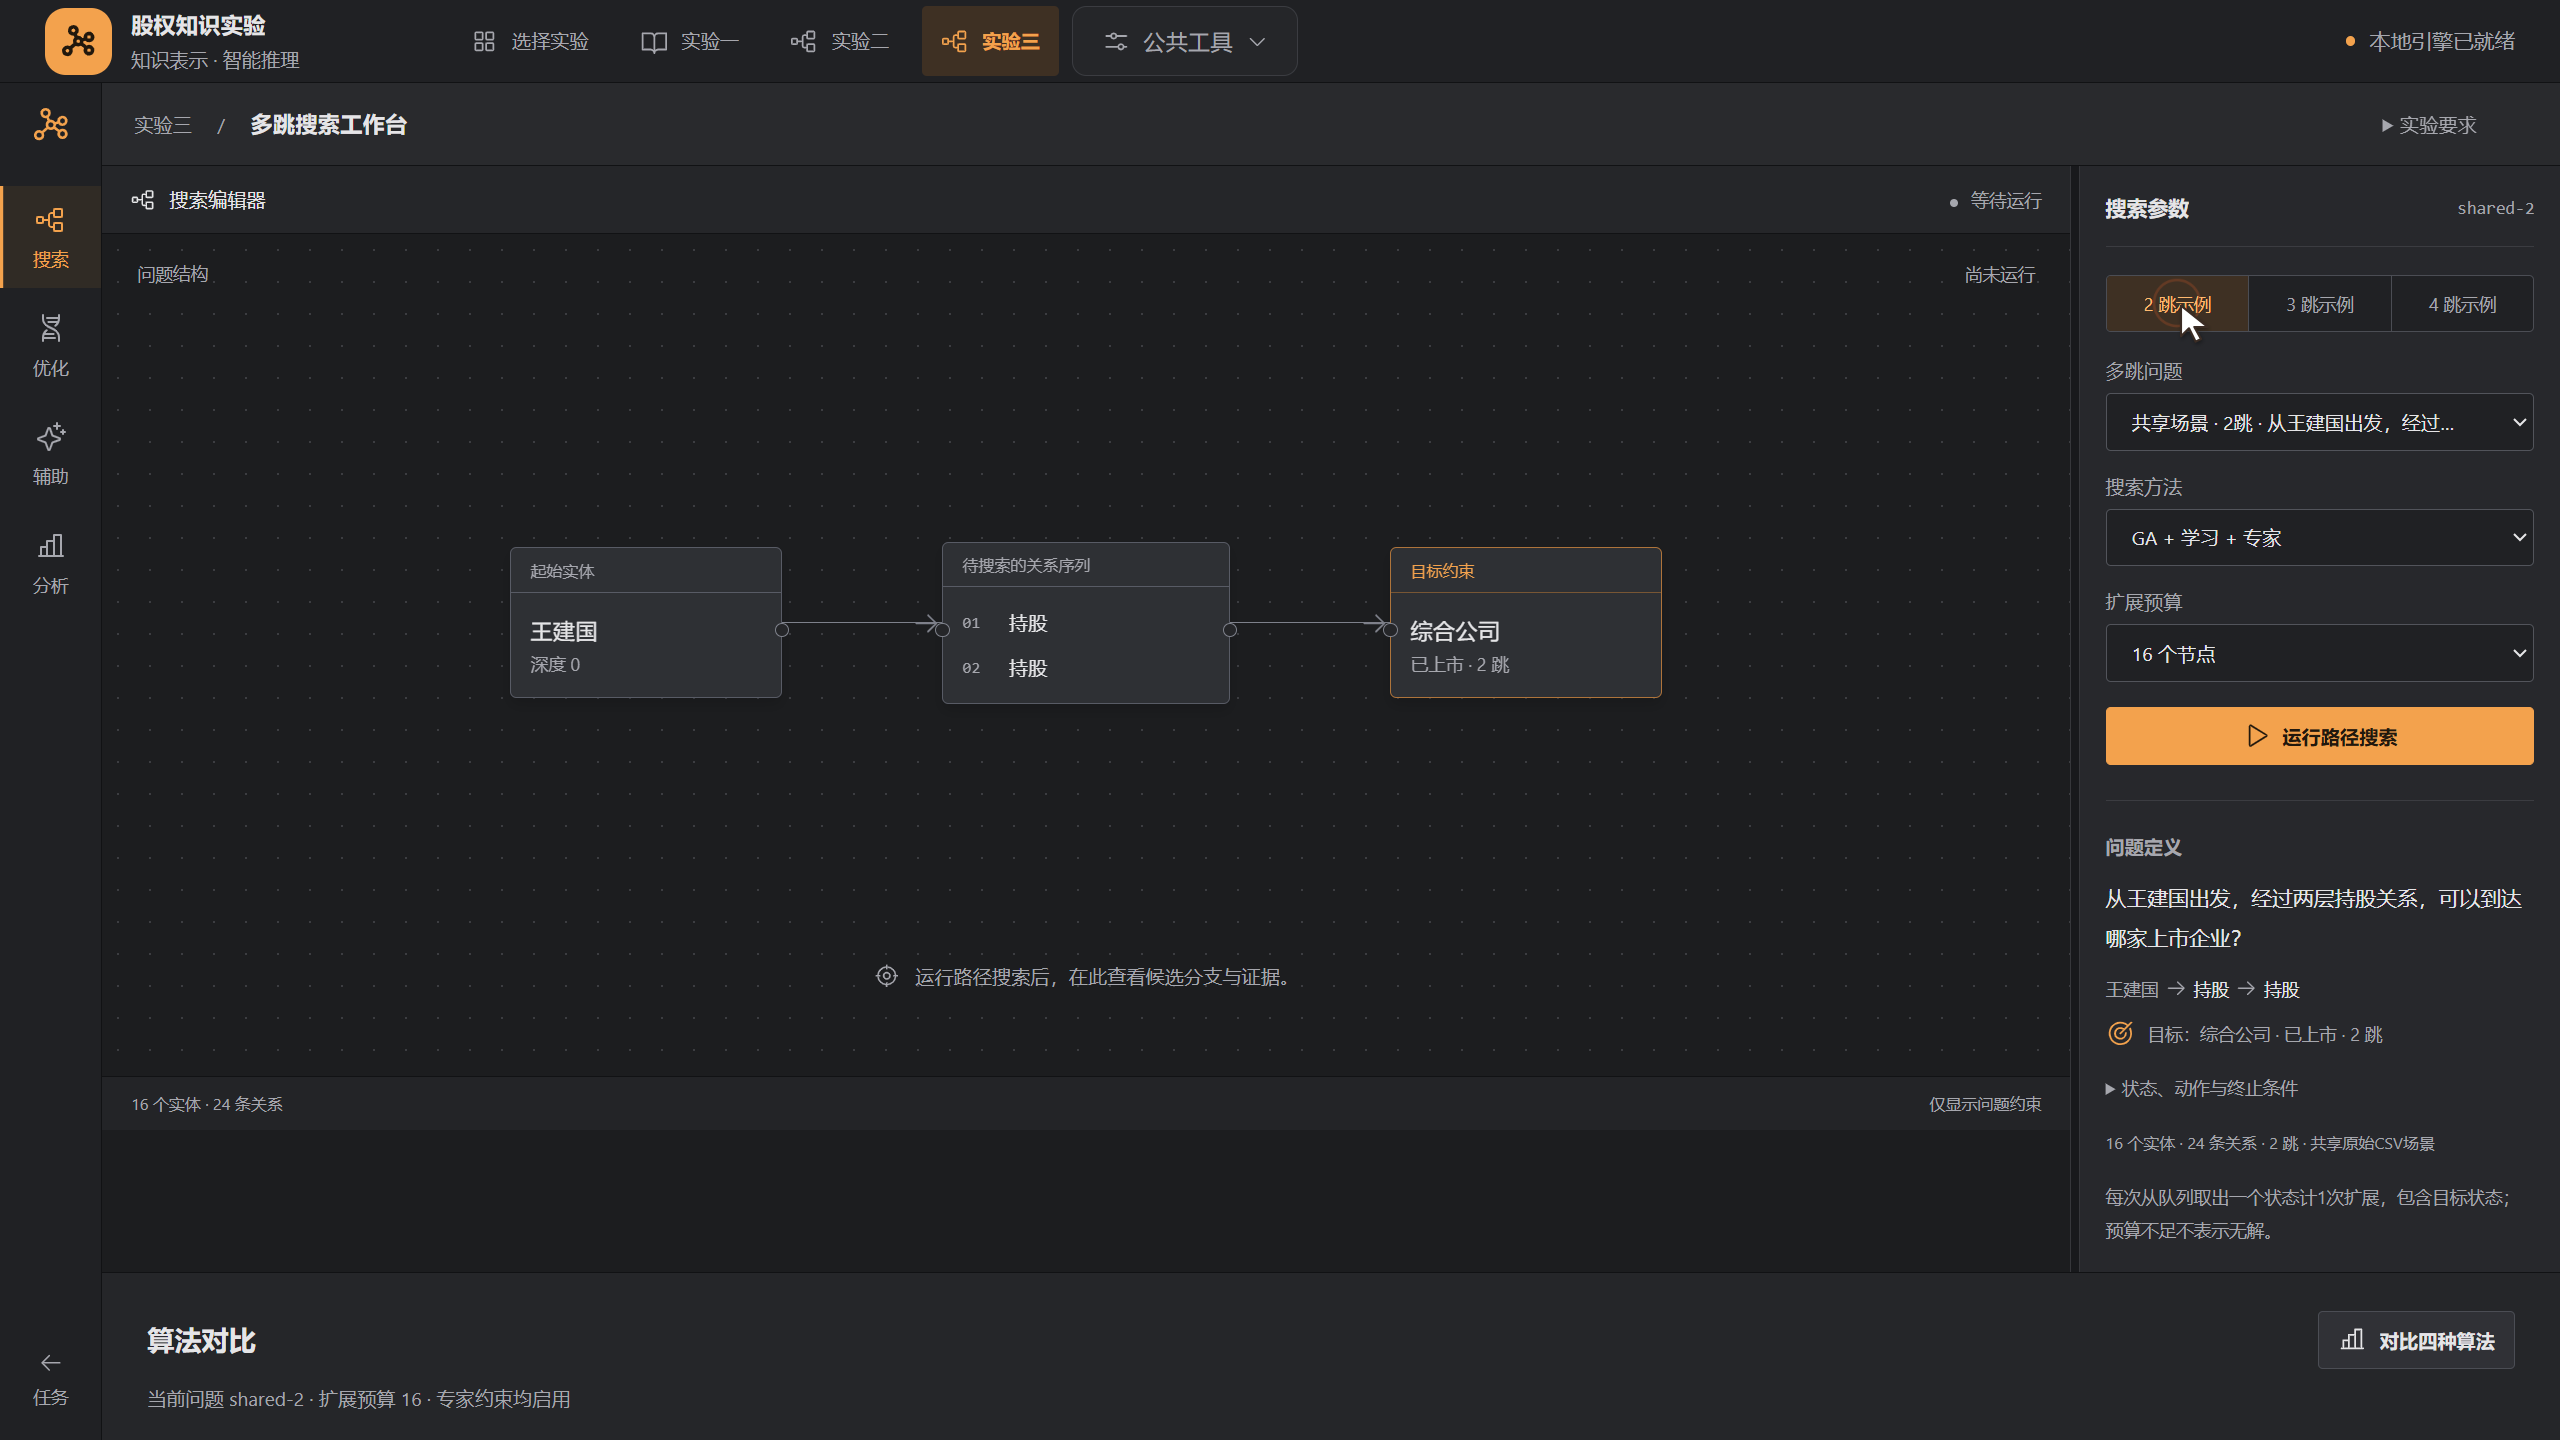 股权知识实验
知识表示 · 智能推理
选择实验
实验一
实验二
实验三
公共工具
本地引擎已就绪
实验三 / 多跳搜索工作台
实验要求
搜索
优化
辅助
分析
任务
搜索编辑器
等待运行
问题结构
尚未运行
起始实体
王建国
深度 0
待搜索的关系序列
01 持股
02 持股
目标约束
综合公司
已上市 · 2 跳
运行路径搜索后，在此查看候选分支与证据。
16 个实体 · 24 条关系
仅显示问题约束
搜索参数
shared-2
2 跳示例
3 跳示例
4 跳示例
多跳问题
共享场景 · 2跳 · 从王建国出发，经过...
搜索方法
GA + 学习 + 专家
扩展预算
16 个节点
运行路径搜索
问题定义
从王建国出发，经过两层持股关系，可以到达
哪家上市企业？
王建国 → 持股 → 持股
目标：综合公司 · 已上市 · 2 跳
状态、动作与终止条件
16 个实体 · 24 条关系 · 2 跳 · 共享原始CSV场景
每次从队列取出一个状态计1次扩展，包含目标状态；
预算不足不表示无解。
算法对比
当前问题 shared-2 · 扩展预算 16 · 专家约束均启用
对比四种算法